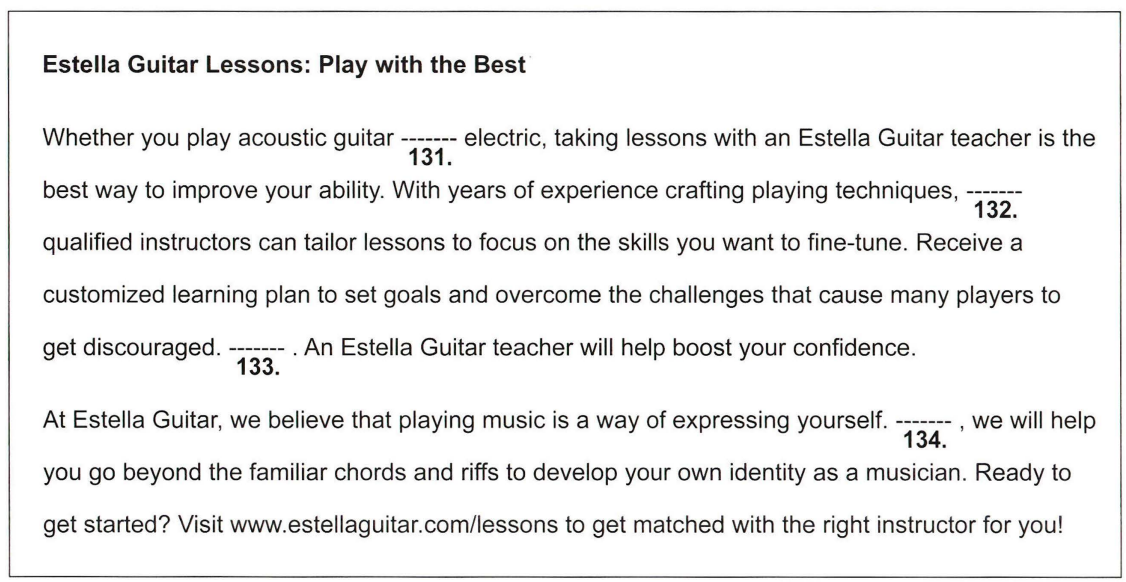 Estella Guitar Lessons: Play with the Best
Whether you play acoustic guitar ------- electric, taking lessons with an Estella Guitar teacher is the
131.
best way to improve your ability. With years of experience crafting playing techniques, -------
132.
qualified instructors can tailor lessons to focus on the skills you want to fine-tune. Receive a
customized learning plan to set goals and overcome the challenges that cause many players to
get discouraged. ------- . An Estella Guitar teacher will help boost your confidence.
133.
At Estella Guitar, we believe that playing music is a way of expressing yourself. ------- , we will help
134.
you go beyond the familiar chords and riffs to develop your own identity as a musician. Ready to
get started? Visit www.estellaguitar.com/lessons to get matched with the right instructor for you!